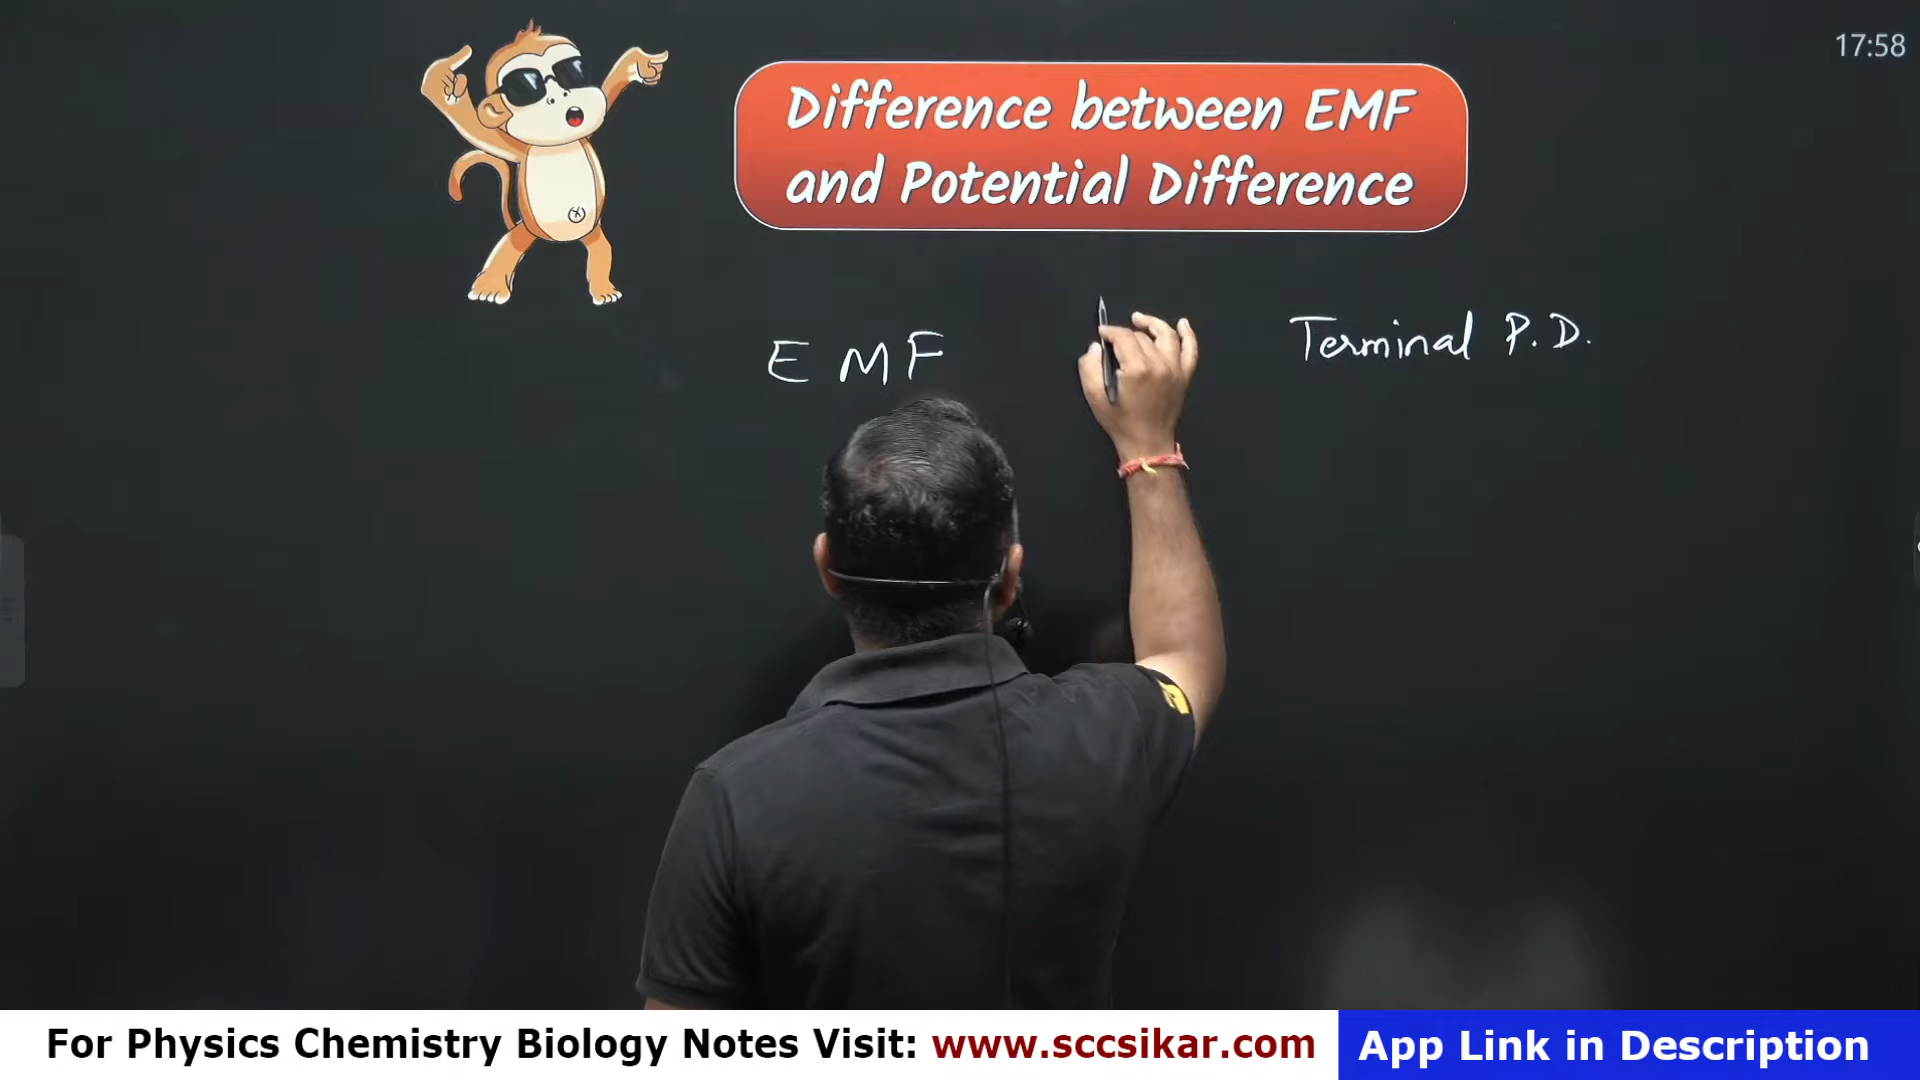 17:58
Difference between EMF
and Potential Difference
EMF
Terminal P.D.
For Physics Chemistry Biology Notes Visit: www.sccsikar.com
App Link in Description